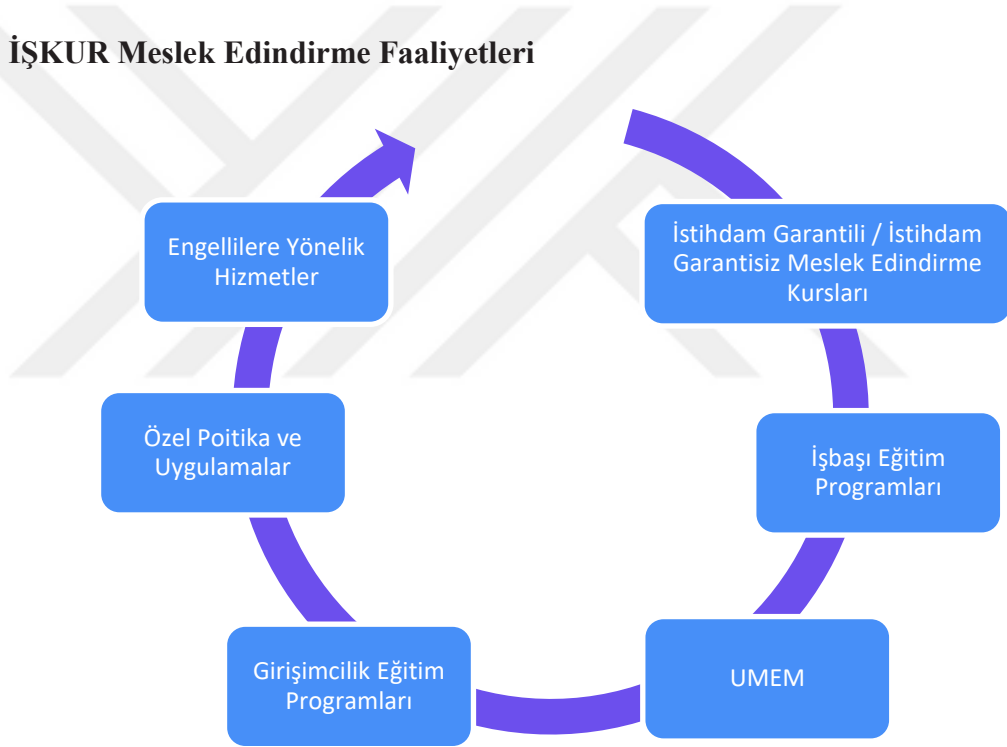 İŞKUR Meslek Edindirme Faaliyetleri
İstihdam Garantili / İstihdam
Garantisiz Meslek Edindirme
Kursları
İşbaşı Eğitim
Programları
UMEM
Girişimcilik Eğitim
Programları
Özel Poitika ve
Uygulamalar
Engellilere Yönelik
Hizmetler